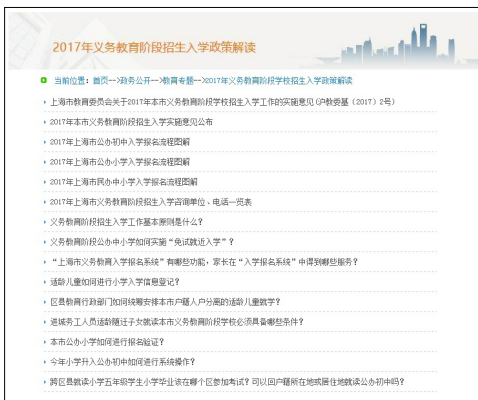 2017年义务教育阶段招生入学政策解读
当前位置：首页-->政务公开-->教育专题-->2017年义务教育阶段学校招生入学政策解读
上海市教育委员会关于2017年本市义务教育阶段学校招生入学工作的实施意见(沪教委基〔2017〕2号)
2017年本市义务教育阶段招生入学实施意见公布
2017年上海市公办初中入学报名流程图解
2017年上海市公办小学入学报名流程图解
2017年上海市民办中小学入学报名流程图解
2017年上海市义务教育阶段招生入学咨询单位、电话一览表
义务教育阶段招生入学工作基本原则是什么？
义务教育阶段公办中小学如何实施“免试就近入学”？
“上海市义务教育入学报名系统”有哪些功能，家长在“入学报名系统”中得到哪些服务？
适龄儿童如何进行小学入学信息登记？
区县教育行政部门如何统筹安排本市户籍人户分离的适龄儿童就学？
进城务工人员适龄随迁子女就读本市义务教育阶段学校必须具备哪些条件？
本市公办小学如何进行报名验证？
今年小学升入公办初中如何进行系统操作？
跨区县就读小学五年级学生小学毕业该在哪个区参加考试？可以回户籍所在地或居住地就读公办初中吗？